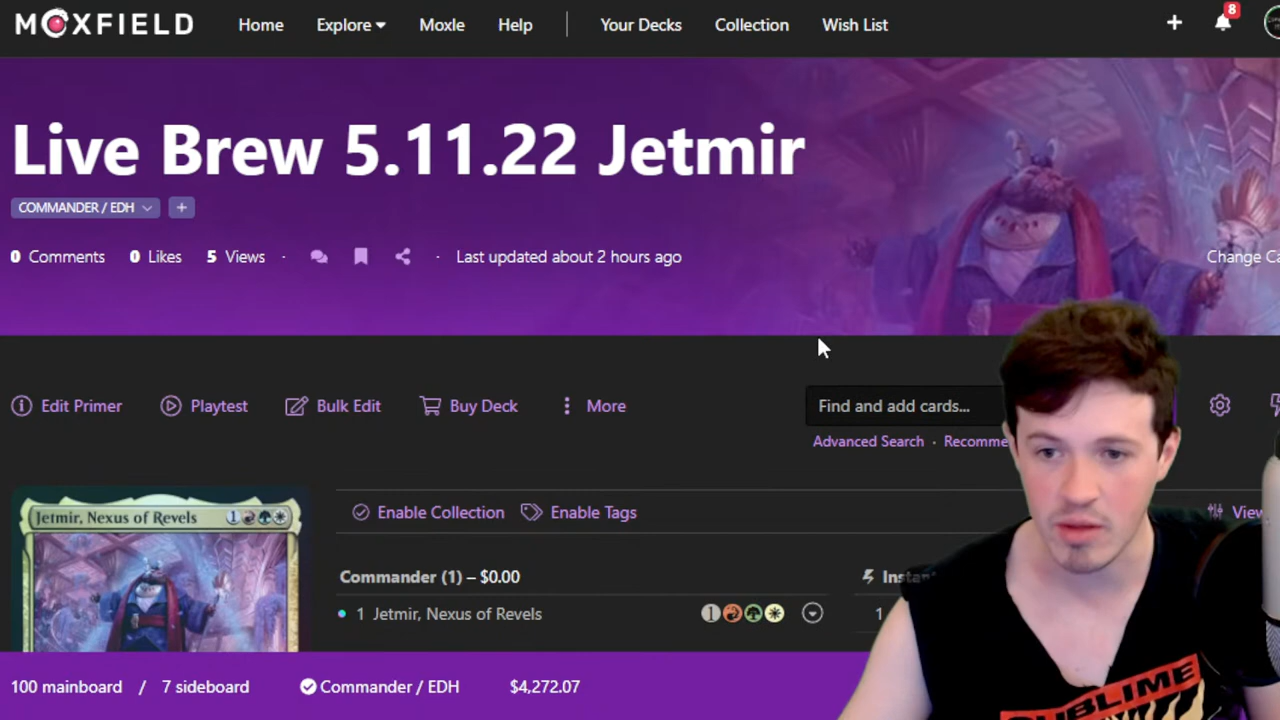 MOXFIELD Home Explore Moxle Help Your Decks Collection Wish List 8
Live Brew 5.11.22 Jetmir
COMMANDER / EDH +
0 Comments 0 Likes 5 Views · · Last updated about 2 hours ago
Change
Edit Primer Playtest Bulk Edit Buy Deck More Find and add cards...
Advanced Search ·
Enable Collection Enable Tags
Jetmir, Nexus of Revels 1
Commander (1) – $0.00
1 Jetmir, Nexus of Revels 1
1
100 mainboard / 7 sideboard Commander / EDH $4,272.07
SUBLIME